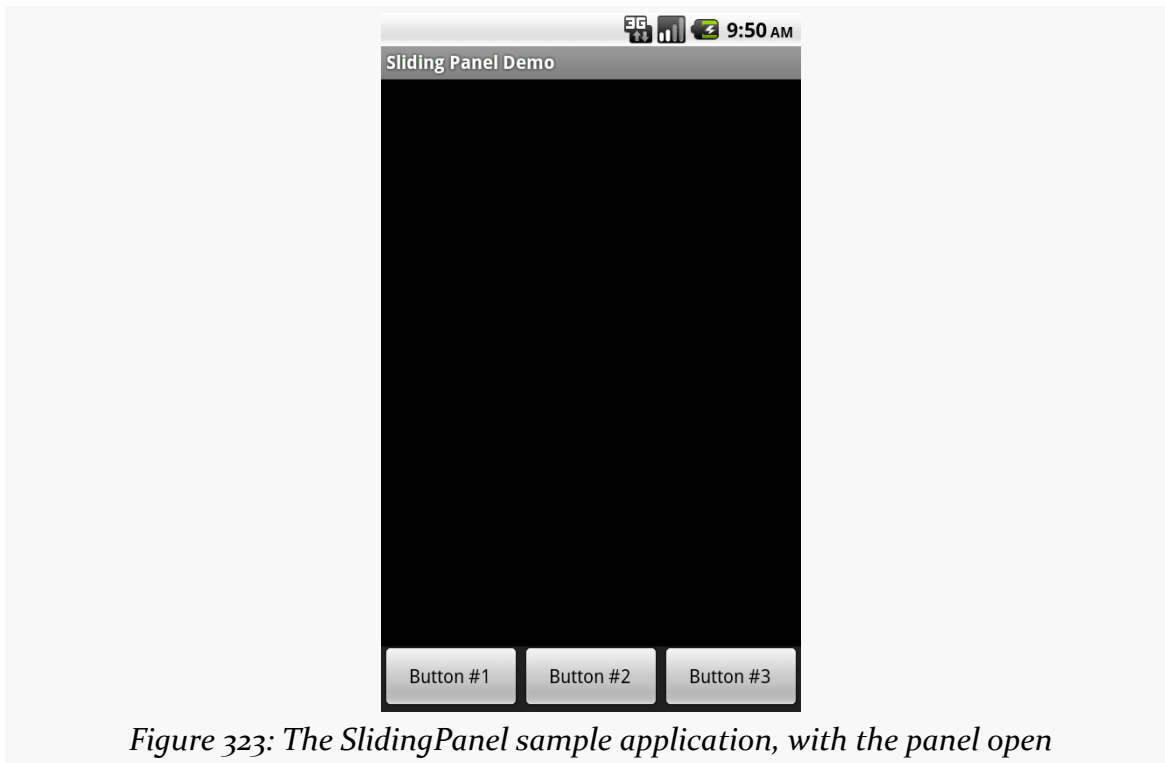 3G 9:50 AM
Sliding Panel Demo
Button #1 Button #2 Button #3
Figure 323: The SlidingPanel sample application, with the panel open